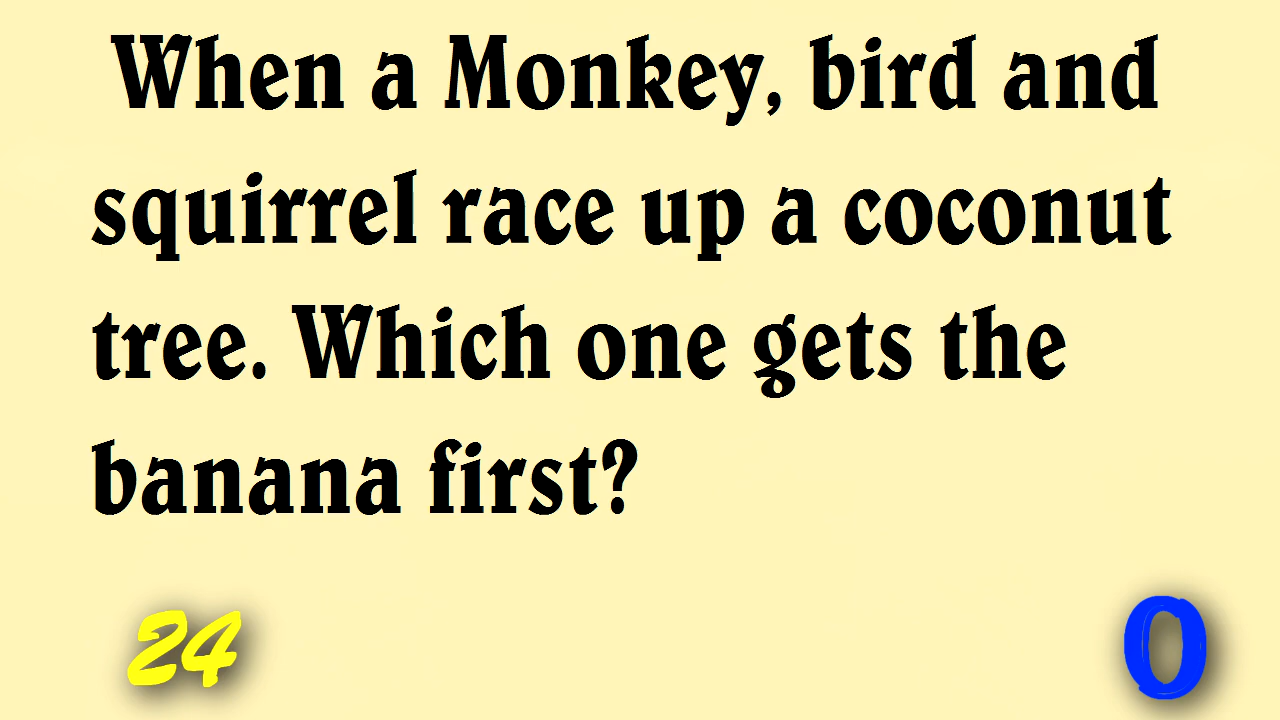 When a Monkey, bird and
squirrel race up a coconut
tree. Which one gets the
banana first?
24
0